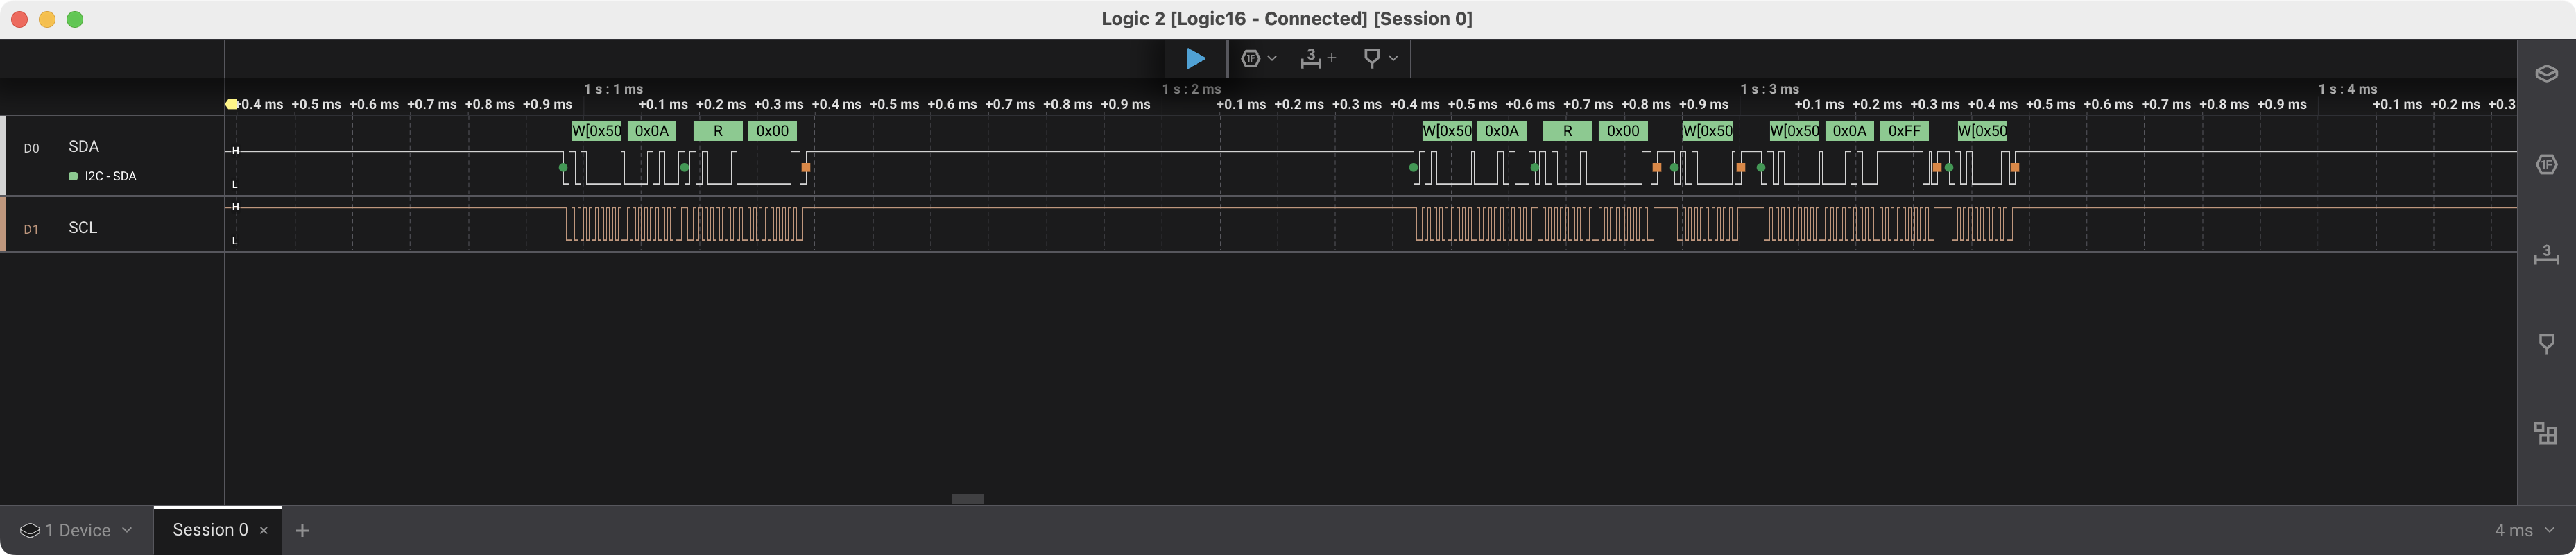 Logic 2 [Logic16 - Connected] [Session 0]
1F 3 +
1 s : 1 ms 1 s : 2 ms 1 s : 3 ms 1 s : 4 ms
+0.4 ms +0.5 ms +0.6 ms +0.7 ms +0.8 ms +0.9 ms +0.1 ms +0.2 ms +0.3 ms +0.4 ms +0.5 ms +0.6 ms +0.7 ms +0.8 ms +0.9 ms +0.1 ms +0.2 ms +0.3 ms +0.4 ms +0.5 ms +0.6 ms +0.7 ms +0.8 ms +0.9 ms +0.1 ms +0.2 ms +0.3 ms +0.4 ms +0.5 ms +0.6 ms +0.7 ms +0.8 ms +0.9 ms +0.1 ms +0.2 ms +0.3
W[0x50 0x0A R 0x00 W[0x50 0x0A R 0x00 W[0x50 W[0x50 0x0A 0xFF W[0x50
D0 SDA H
I2C - SDA L
1F
H
D1 SCL
L
3
1 Device Session 0 × + 4 ms